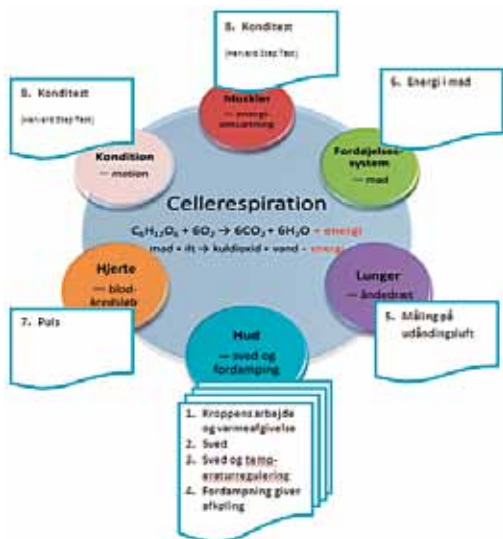 8. Konditest
(Harvard Step Test)
8. Konditest
(Harvard Step Test)
6. Energi i mad
Muskler
— energi-
omsætning
Kondition
— motion
Fordøjelses-
system
— mad
Cellerespiration
C₆H₁₂O₆ + 6O₂ → 6CO₂ + 6H₂O + energi
mad + ilt → kuldioxid + vand + energi
Hjerte
— blod-
kredsløb
Lunger
— åndedræt
7. Puls
5. Måling på
udåndingsluft
Hud
— sved og
fordamping
1. Kroppens arbejde
og varmeafgivelse
2. Sved
3. Sved og temp-
eraturregulering
4. Fordampning giver
afkøling